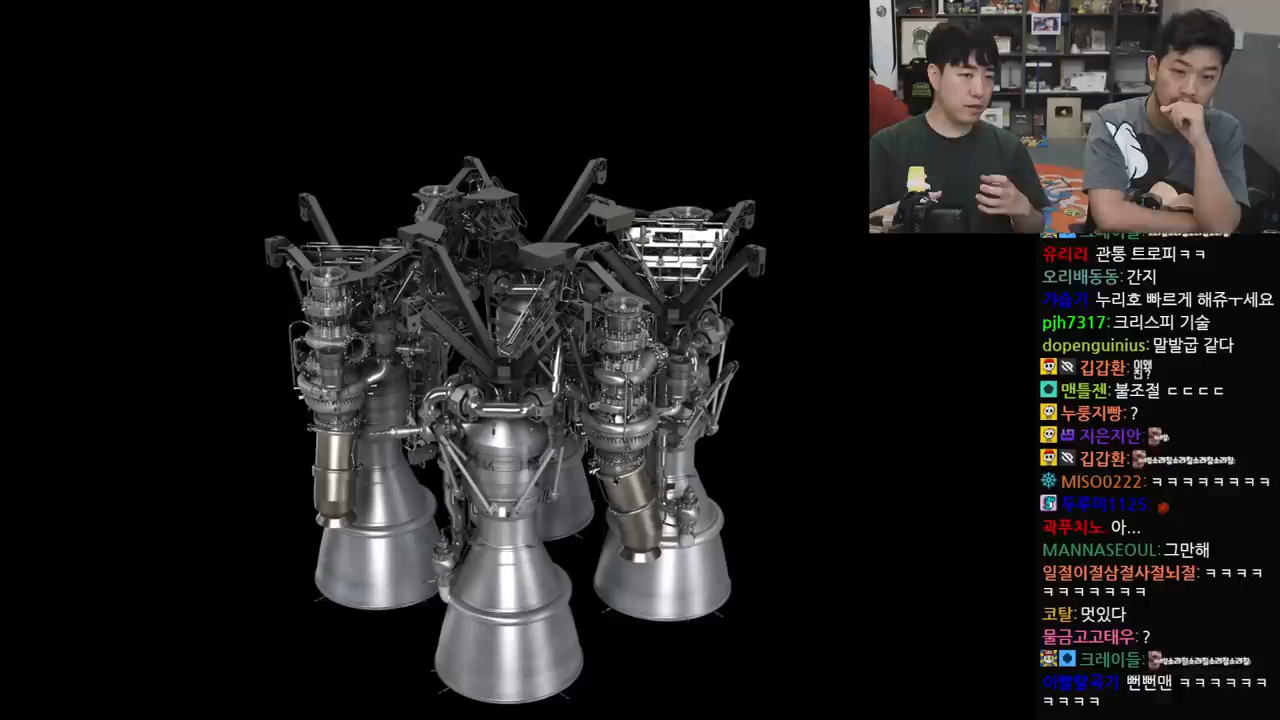 유리리 관통 트로피ㅋㅋ
오리배동동: 간지
가습기 누리호 빠르게 해쥬ㅜ세요
pjh7317: 크리스피 기술
dopenguinius: 말발굽 같다
깁갑환:
맨틀젠: 불조절 ㄷㄷㄷㄷ
누룽지빵: ?
지은지안:
깁갑환:
MISO0222: ㅋㅋㅋㅋㅋㅋㅋㅋ
두루미1125:
곽푸치노 아...
MANNASEOUL: 그만해
일절이절삼절사절뇌절: ㅋㅋㅋㅋ
ㅋㅋㅋㅋㅋㅋㅋ
코탈: 멋있다
물금고고태우: ?
크레이들:
이빨탈곡기 뻔뻔맨 ㅋㅋㅋㅋㅋㅋ
ㅋㅋㅋㅋ